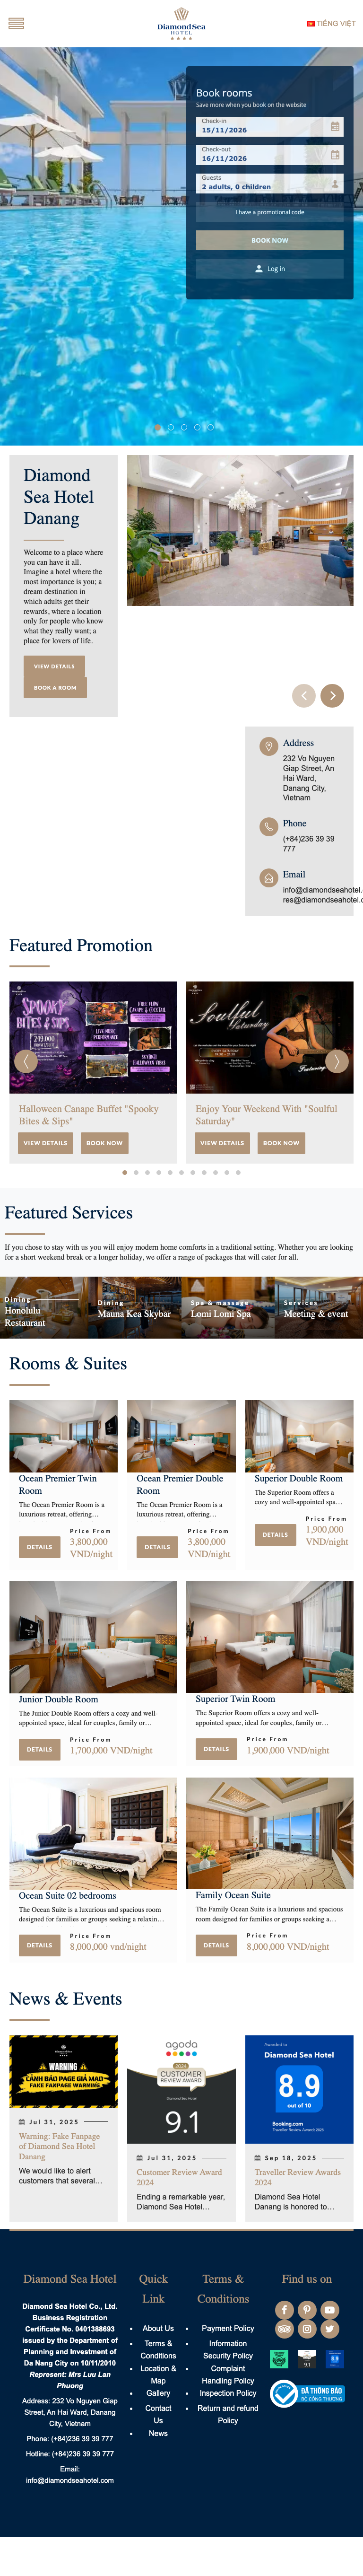 DiamondSea
HOTEL
TIẾNG VIỆT
Book rooms
Save more when you book on the website
Check-in
15/11/2026
Check-out
16/11/2026
Guests
2 adults, 0 children
I have a promotional code
BOOK NOW
Log in
Diamond
Sea Hotel
Danang
Welcome to a place where
you can have it all.
Imagine a hotel where the
most importance is you; a
dream destination in
which adults get their
rewards, where a location
only for people who know
what they really want; a
place for lovers of life.
VIEW DETAILS
BOOK A ROOM
Address
232 Vo Nguyen
Giap Street, An
Hai Ward,
Danang City,
Vietnam
Phone
(+84)236 39 39
777
Email
info@diamondseahotel.
res@diamondseahotel.c
Featured Promotion
SPOOKY
BITES & SIPS
249.000
FREE FLOW
CANAPE & COCKTAIL
LIVE MUSIC
PERFORMANCE
Soulful
Saturday
Halloween Canape Buffet "Spooky
Bites & Sips"
VIEW DETAILS
BOOK NOW
Enjoy Your Weekend With "Soulful
Saturday"
VIEW DETAILS
BOOK NOW
Featured Services
If you chose to stay with us you will enjoy modern home comforts in a traditional setting. Whether you are looking
for a short weekend break or a longer holiday, we offer a range of packages that will cater for all.
Dining
Honolulu
Restaurant
Dining
Mauna Kea Skybar
Spa & massage
Lomi Lomi Spa
Services
Meeting & event
Rooms & Suites
Ocean Premier Twin
Room
The Ocean Premier Room is a
luxurious retreat, offering…
DETAILS
Price From
3,800,000
VND/night
Ocean Premier Double
Room
The Ocean Premier Room is a
luxurious retreat, offering…
DETAILS
Price From
3,800,000
VND/night
Superior Double Room
The Superior Room offers a
cozy and well-appointed spa…
DETAILS
Price From
1,900,000
VND/night
Junior Double Room
The Junior Double Room offers a cozy and well-
appointed space, ideal for couples, family or…
DETAILS
Price From
1,700,000 VND/night
Superior Twin Room
The Superior Room offers a cozy and well-
appointed space, ideal for couples, family or…
DETAILS
Price From
1,900,000 VND/night
Ocean Suite 02 bedrooms
The Ocean Suite is a luxurious and spacious room
designed for families or groups seeking a relaxin…
DETAILS
Price From
8,000,000 vnd/night
Family Ocean Suite
The Family Ocean Suite is a luxurious and spacious
room designed for families or groups seeking a…
DETAILS
Price From
8,000,000 VND/night
News & Events
WARNING
CẢNH BÁO PAGE GIẢ MẠO
FAKE FANPAGE WARNING
Jul 31, 2025
Warning: Fake Fanpage
of Diamond Sea Hotel
Danang
We would like to alert
customers that several…
agoda
2024
CUSTOMER
REVIEW AWARD
Diamond Sea Hotel
9.1
Jul 31, 2025
Customer Review Award
2024
Ending a remarkable year,
Diamond Sea Hotel…
Awarded to
Diamond Sea Hotel
8.9
out of 10
Booking.com
Traveller Review Awards 2025
Sep 18, 2025
Traveller Review Awards
2024
Diamond Sea Hotel
Danang is honored to…
Diamond Sea Hotel
Diamond Sea Hotel Co., Ltd.
Business Registration
Certificate No. 0401388693
issued by the Department of
Planning and Investment of
Da Nang City on 10/11/2010
Represent: Mrs Luu Lan
Phuong
Address: 232 Vo Nguyen Giap
Street, An Hai Ward, Danang
City, Vietnam
Phone: (+84)236 39 39 777
Hotline: (+84)236 39 39 777
Email:
info@diamondseahotel.com
Quick
Link
About Us
Terms &
Conditions
Location &
Map
Gallery
Contact
Us
News
Terms &
Conditions
Payment Policy
Information
Security Policy
Complaint
Handling Policy
Inspection Policy
Return and refund
Policy
Find us on
9.1
ĐÃ THÔNG BÁO
BỘ CÔNG THƯƠNG